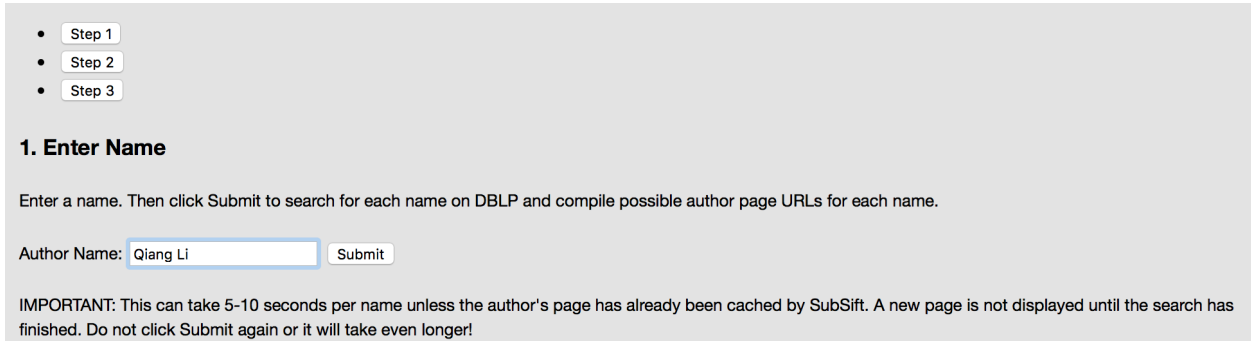 Step 1
Step 2
Step 3
1. Enter Name
Enter a name. Then click Submit to search for each name on DBLP and compile possible author page URLs for each name.
Author Name: Qiang Li Submit
IMPORTANT: This can take 5-10 seconds per name unless the author's page has already been cached by SubSift. A new page is not displayed until the search has
finished. Do not click Submit again or it will take even longer!